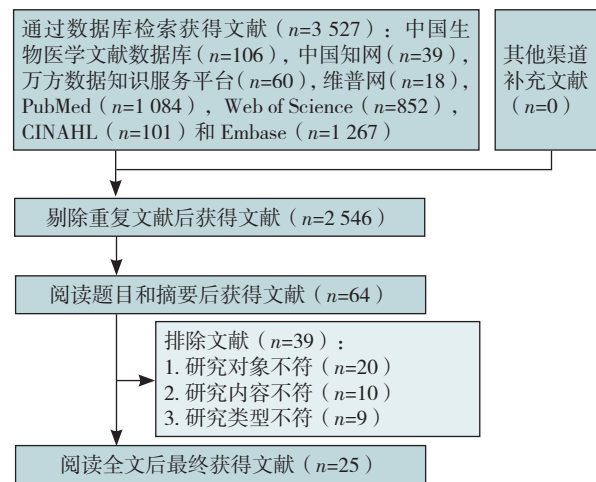 通过数据库检索获得文献（n=3 527）：中国生
物医学文献数据库（n=106），中国知网（n=39），
万方数据知识服务平台（n=60），维普网（n=18），
PubMed（n=1 084），Web of Science（n=852），
CINAHL（n=101）和 Embase（n=1 267）
其他渠道
补充文献
（n=0）
剔除重复文献后获得文献（n=2 546）
阅读题目和摘要后获得文献（n=64）
排除文献（n=39）：
1. 研究对象不符（n=20）
2. 研究内容不符（n=10）
3. 研究类型不符（n=9）
阅读全文后最终获得文献（n=25）